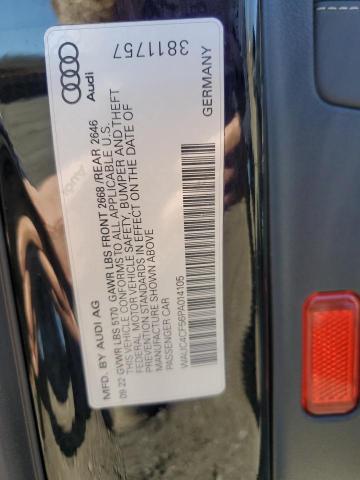 Audi
3811757
MFD. BY AUDI AG
GERMANY
09.22 GVWR LBS 5170 GAWR LBS FRONT 2668 /REAR 2646
THIS VEHICLE CONFORMS TO ALL APPLICABLE U.S.
FEDERAL MOTOR VEHICLE SAFETY, BUMPER AND THEFT
PREVENTION STANDARDS IN EFFECT ON THE DATE OF
MANUFACTURE SHOWN ABOVE
PASSENGER CAR
WAUC4CF56PA014105